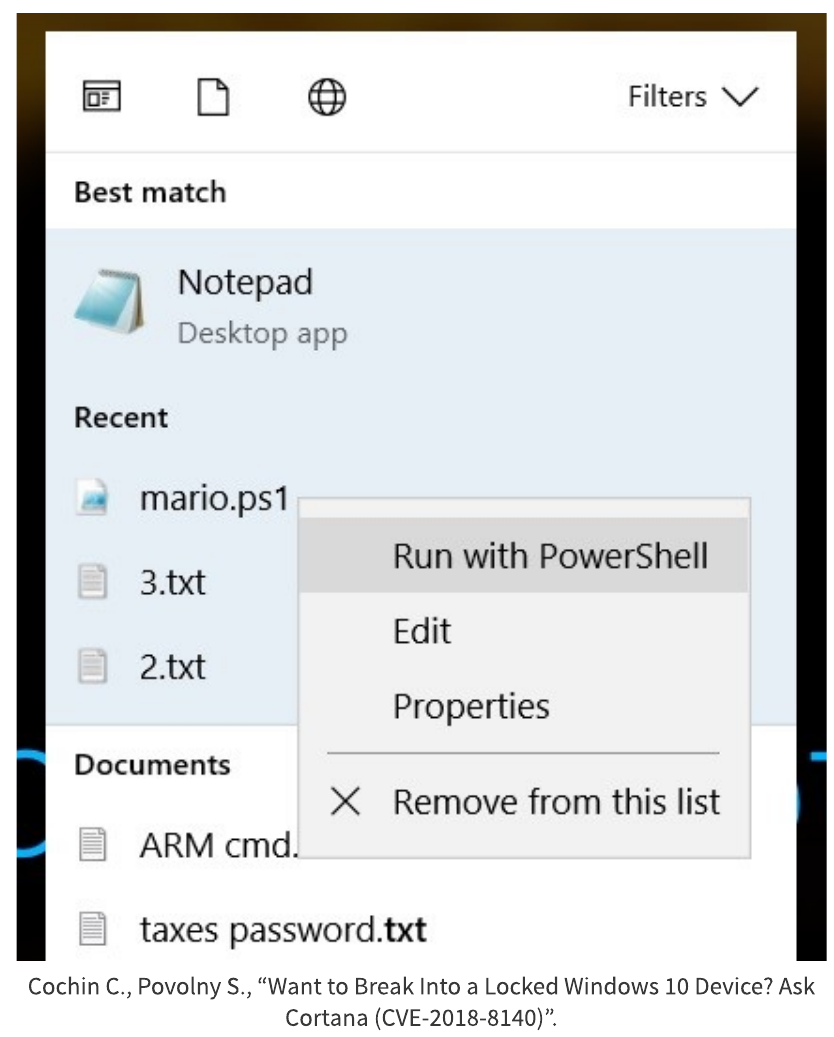 Filters
Best match
Notepad
Desktop app
Recent
mario.ps1
Run with PowerShell
3.txt
Edit
2.txt
Properties
Documents
Remove from this list
ARM cmd.
taxes password.txt
Cochin C., Povolny S., “Want to Break Into a Locked Windows 10 Device? Ask
Cortana (CVE-2018-8140)”.